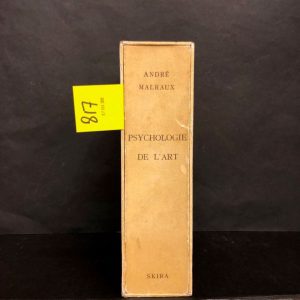 ANDRÉ
MALRAUX
817
PSYCHOLOGIE
DE L'ART
SKIRA